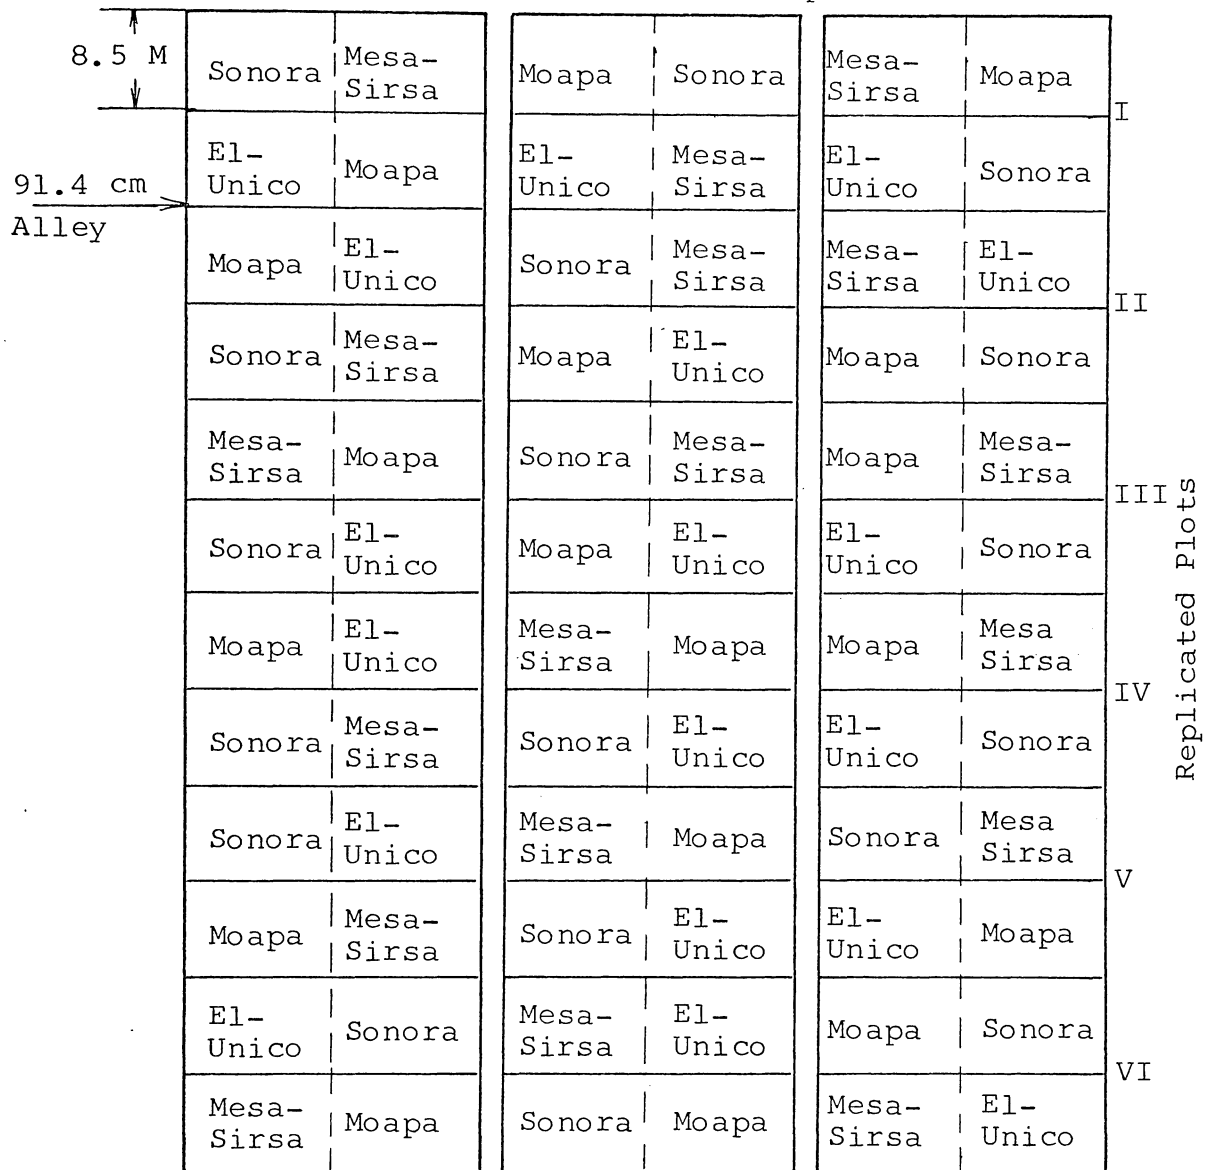 8.5 M
Sonora Mesa-
Sirsa
Moapa Sonora
Mesa-
Sirsa Moapa
I
El-
Unico Moapa
El-
Unico Mesa-
Sirsa
El-
Unico Sonora
91.4 cm
Alley
Moapa El-
Unico
Sonora Mesa-
Sirsa
Mesa-
Sirsa El-
Unico
II
Sonora Mesa-
Sirsa
Moapa El-
Unico
Moapa Sonora
Mesa-
Sirsa Moapa
Sonora Mesa-
Sirsa
Moapa Mesa-
Sirsa
III
Sonora El-
Unico
Moapa El-
Unico
El-
Unico Sonora
Moapa El-
Unico
Mesa-
Sirsa Moapa
Moapa Mesa
Sirsa
IV
Sonora Mesa-
Sirsa
Sonora El-
Unico
El-
Unico Sonora
Sonora El-
Unico
Mesa-
Sirsa Moapa
Sonora Mesa
Sirsa
V
Moapa Mesa-
Sirsa
Sonora El-
Unico
El-
Unico Moapa
El-
Unico Sonora
Mesa-
Sirsa El-
Unico
Moapa Sonora
VI
Mesa-
Sirsa Moapa
Sonora Moapa
Mesa-
Sirsa El-
Unico
Replicated Plots